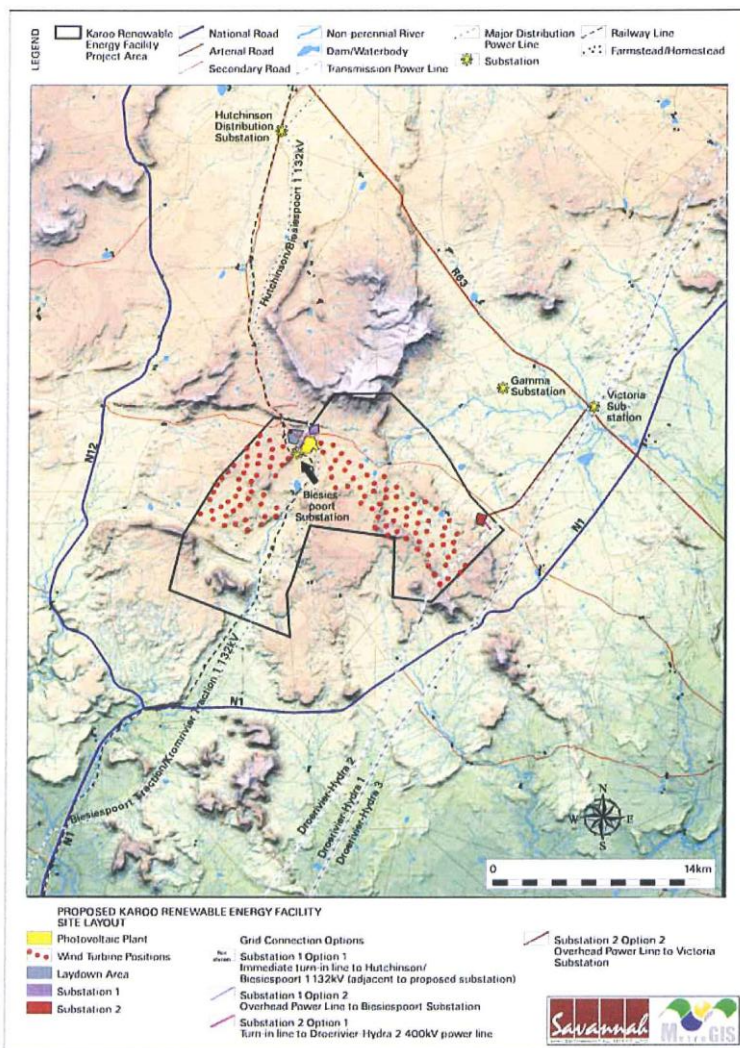 LEGEND
Karoo Renewable
Energy Facility
Project Area
National Road
Arterial Road
Secondary Road
Non perennial River
Dam/Waterbody
Transmission Power Line
Major Distribution
Power Line
Substation
Railway Line
Farmstead/Homestead
Hutchinson
Distribution
Substation
Hutchinson/Biesiespoort 1 132kV
R63
N12
Gamma
Substation
Victoria
Sub
station
Biesies
poort
Substation
N1
Biesiespoort Traction/Kromrivier Traction 1 132kV
N1
N1
Droerivier-Hydra 2
Droerivier-Hydra 1
Droerivier-Hydra 3
N
W E
S
0 14km
PROPOSED KAROO RENEWABLE ENERGY FACILITY
SITE LAYOUT
Photovoltaic Plant
Wind Turbine Positions
Laydown Area
Substation 1
Substation 2
Grid Connection Options
Substation 1 Option 1
Immediate turn-in line to Hutchinson/
Biesiespoort 1 132kV (adjacent to proposed substation)
Substation 1 Option 2
Overhead Power Line to Biesiespoort Substation
Substation 2 Option 1
Turn-in line to Droerivier-Hydra 2 400kV power line
Substation 2 Option 2
Overhead Power Line to Victoria
Substation
Savannah
MetroGIS